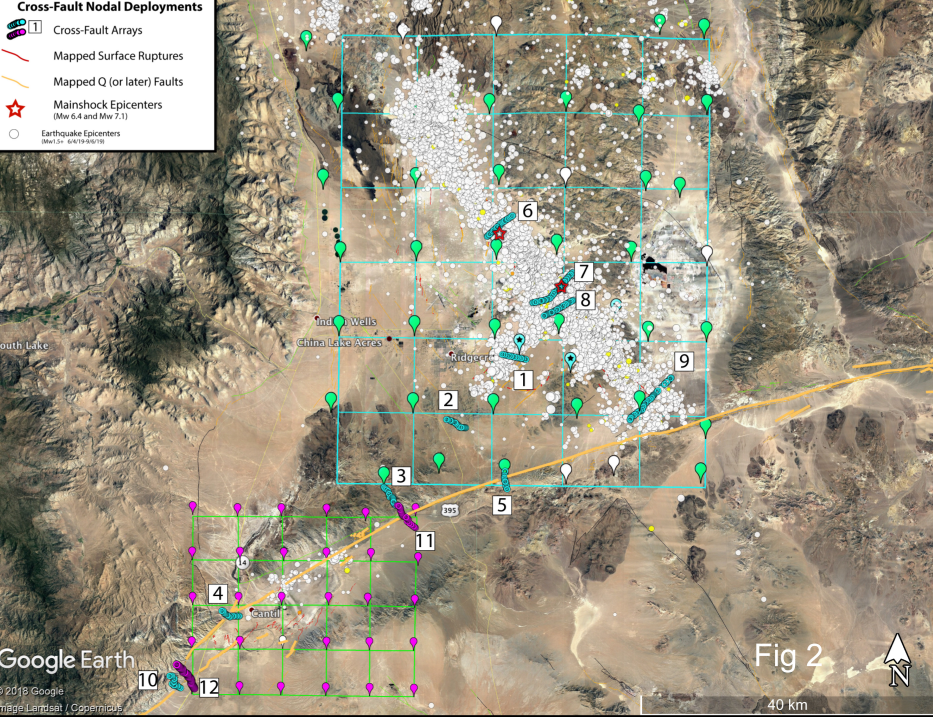 Cross-Fault Nodal Deployments
1 Cross-Fault Arrays
Mapped Surface Ruptures
Mapped Q (or later) Faults
Mainshock Epicenters
(Mw 6.4 and Mw 7.1)
Earthquake Epicenters
(Mw1.5+ 6/4/19-9/6/19)
6
7
8
Wells
outh Lake
China Lake Acres
Ridgecr
9
1
2
3
5
395
11
14
4
Cantil
Google Earth
Fig 2
N
10
12
© 2018 Google
mage Landsat / Copernicus
40 km